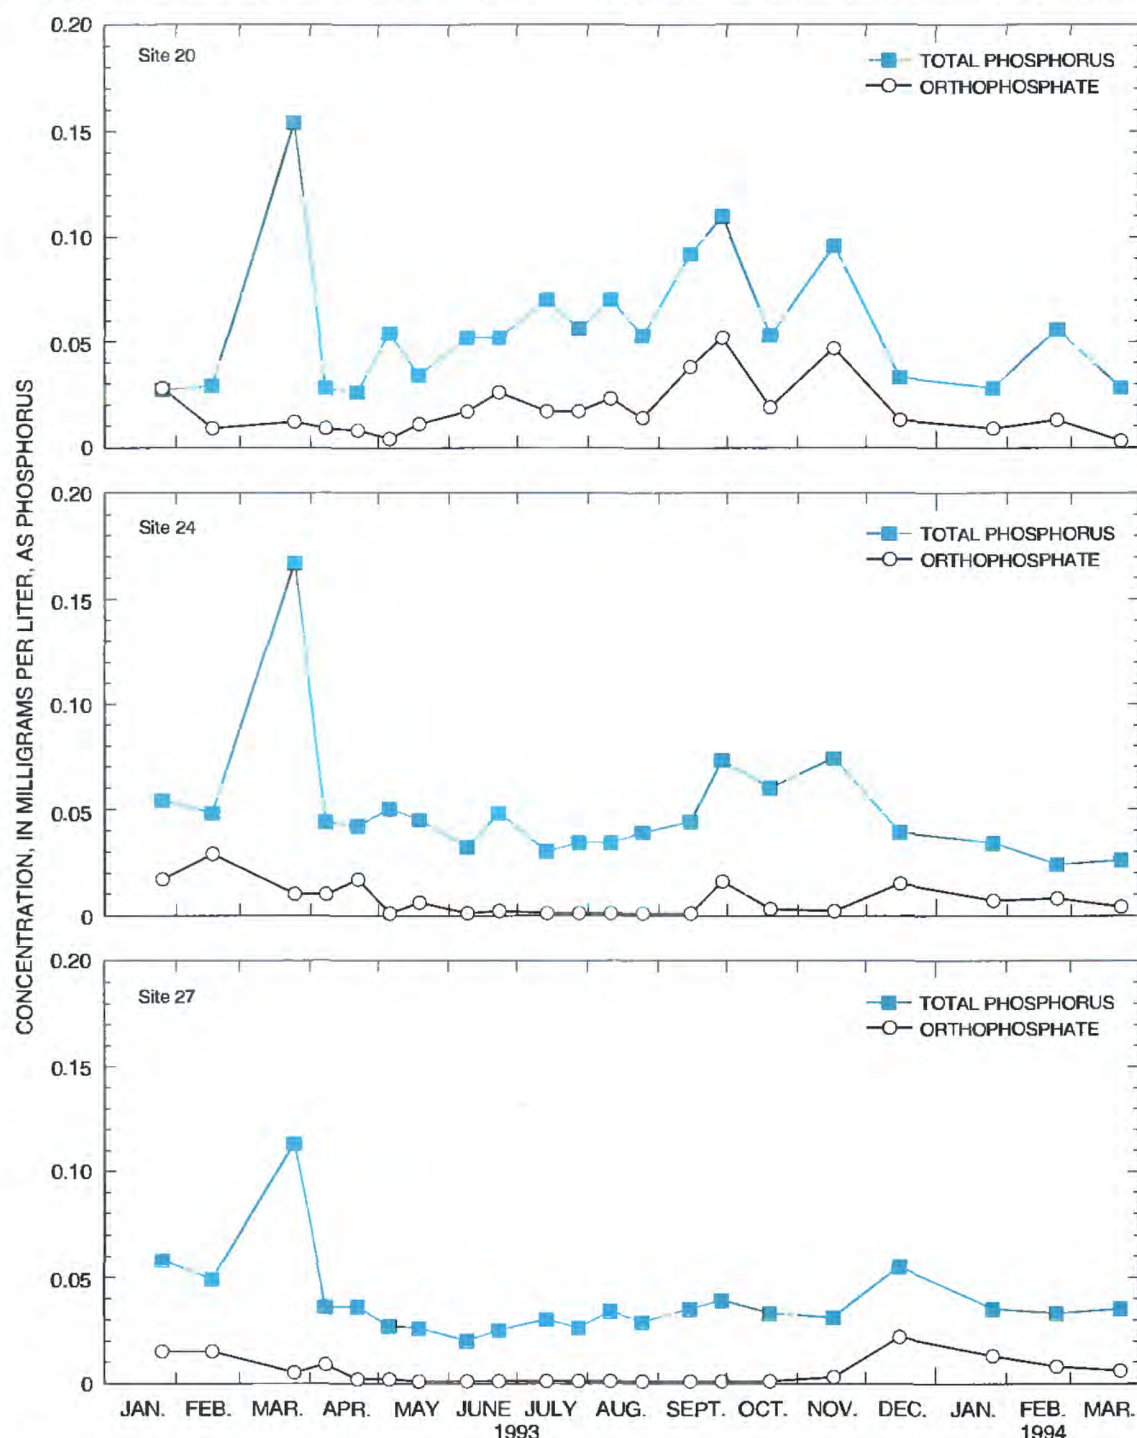 CONCENTRATION, IN MILLIGRAMS PER LITER, AS PHOSPHORUS
0.20
0.15
0.10
0.05
0
Site 20
TOTAL PHOSPHORUS
ORTHOPHOSPHATE
0.20
0.15
0.10
0.05
0
Site 24
TOTAL PHOSPHORUS
ORTHOPHOSPHATE
0.20
0.15
0.10
0.05
0
Site 27
TOTAL PHOSPHORUS
ORTHOPHOSPHATE
JAN. FEB. MAR. APR. MAY JUNE JULY AUG. SEPT. OCT. NOV. DEC. JAN. FEB. MAR.
1993 1994